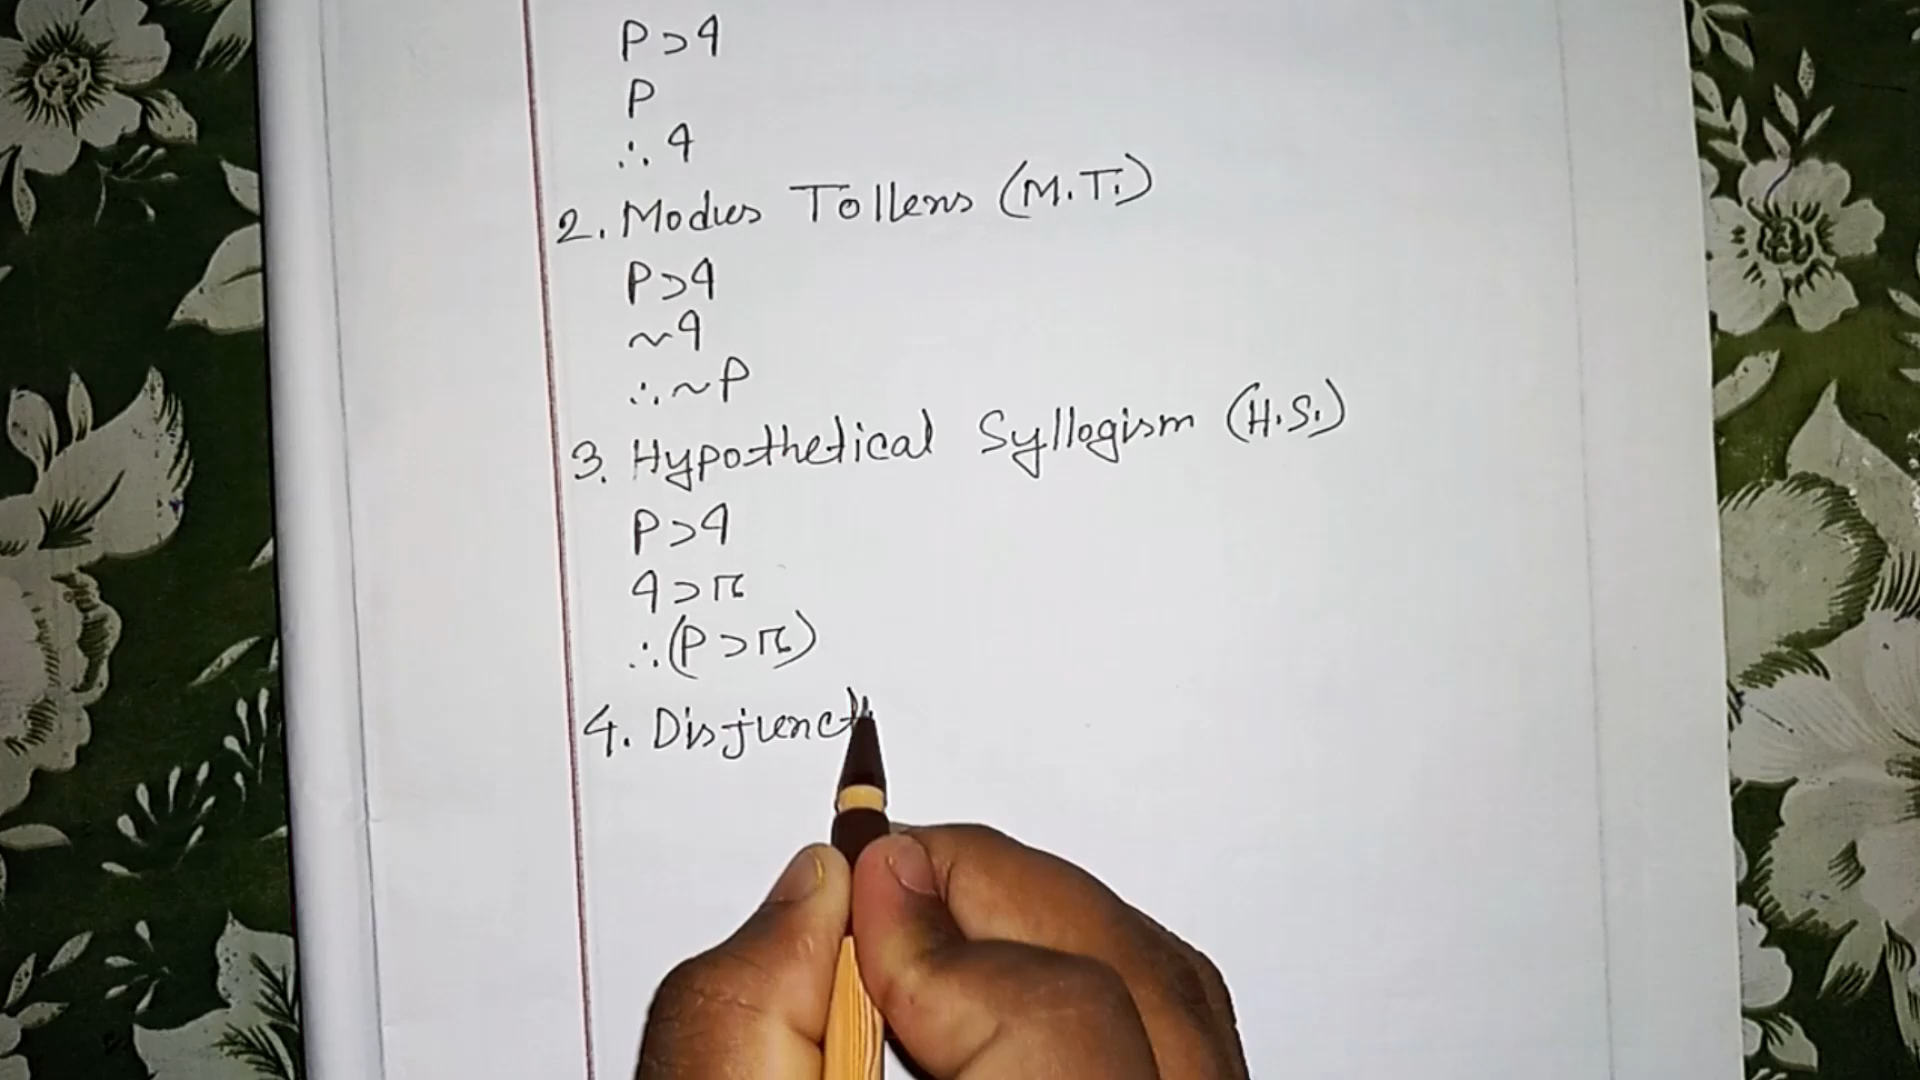 P⊃q
P
∴ q
2. Modus Tollens (M.T.)
P⊃q
~q
∴ ~P
3. Hypothetical Syllogism (H.S.)
P⊃q
q⊃r
∴ (P⊃r)
4. Disjunct